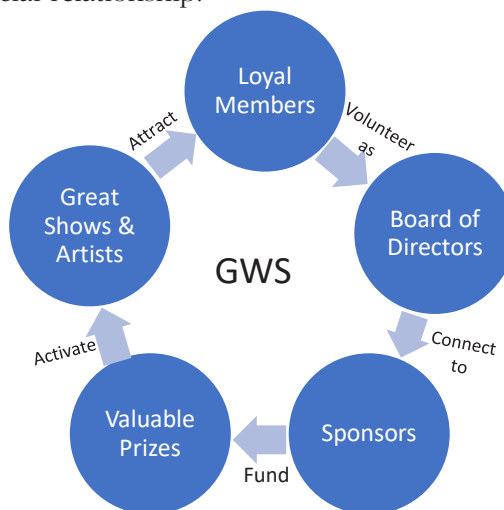 relationship.
Loyal
Members
Volunteer
as
Board of
Directors
Connect
to
Sponsors
Fund
Valuable
Prizes
Activate
Great
Shows &
Artists
Attract
GWS